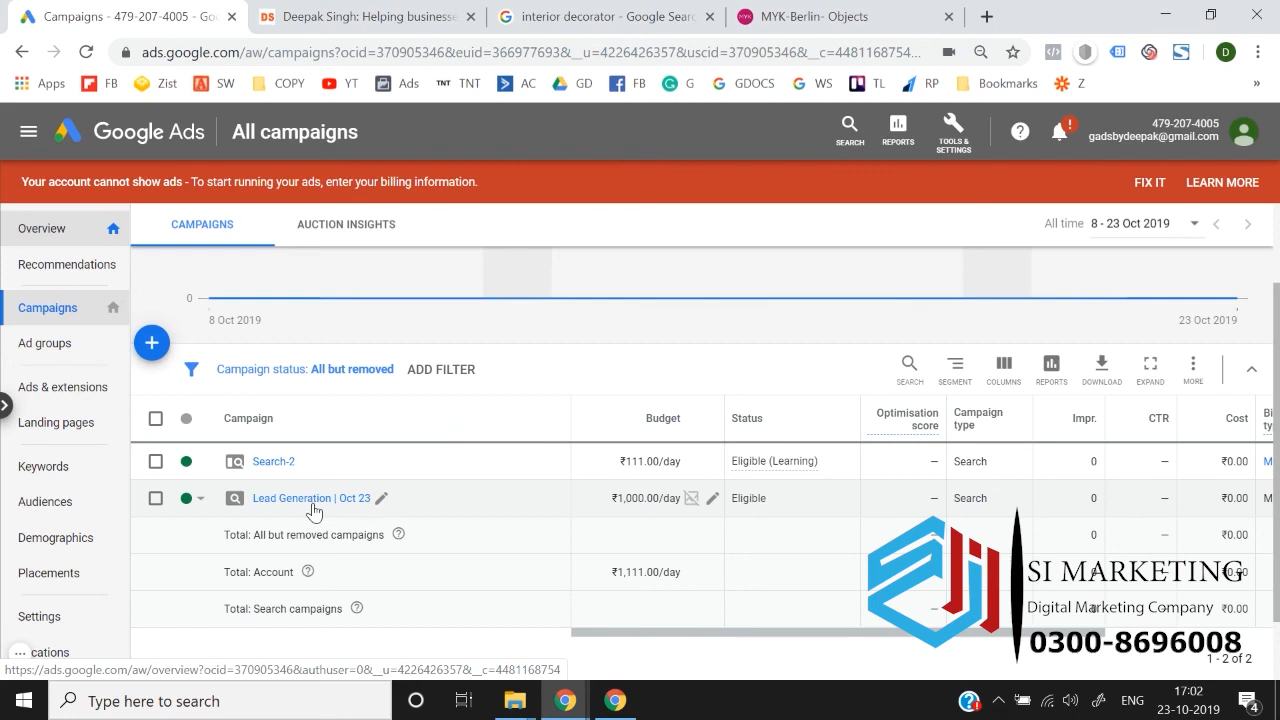 Campaigns - 479-207-4005 - Go
Deepak Singh: Helping businesse
interior decorator - Google Sear
MYK-Berlin- Objects
ads.google.com/aw/campaigns?ocid=370905346&euid=366977693&__u=4226426357&uscid=370905346&__c=4481168754...
D
Apps
FB
Zist
SW
COPY
YT
Ads
TNT TNT
AC
GD
FB
G
GDOCS
WS
TL
RP
Bookmarks
Z
»
Google Ads
All campaigns
SEARCH
REPORTS
TOOLS & SETTINGS
479-207-4005
gadsbydeepak@gmail.com
Your account cannot show ads - To start running your ads, enter your billing information.
FIX IT
LEARN MORE
Overview
Recommendations
Campaigns
Ad groups
Ads & extensions
Landing pages
Keywords
Audiences
Demographics
Placements
Settings
cations
CAMPAIGNS
AUCTION INSIGHTS
All time 8 - 23 Oct 2019
0
8 Oct 2019
23 Oct 2019
Campaign status: All but removed
ADD FILTER
SEARCH
SEGMENT
COLUMNS
REPORTS
DOWNLOAD
EXPAND
MORE
Campaign Budget Status Optimisation score Campaign type Impr. CTR Cost Bi ty
Search-2 ₹111.00/day Eligible (Learning) – Search 0 – ₹0.00 M
Lead Generation | Oct 23 ₹1,000.00/day Eligible – Search 0 – ₹0.00 M
Total: All but removed campaigns – – ₹0.00
Total: Account ₹1,111.00/day 0 – ₹0.00
Total: Search campaigns – 0 – ₹0.00
1 - 2 of 2
SI MARKETING
Digital Marketing Company
0300-8696008
https://ads.google.com/aw/overview?ocid=370905346&authuser=0&__u=4226426357&__c=4481168754
Type here to search
ENG
17:02
23-10-2019
4